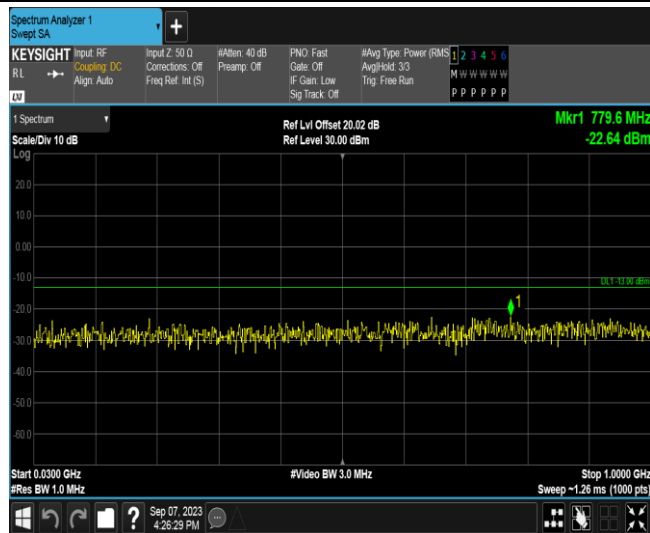 Spectrum Analyzer 1
Swept SA
+
KEYSIGHT
RL
Input: RF
Coupling: DC
Align: Auto
Input Z: 50 Ω
Corrections: Off
Freq Ref: Int (S)
#Atten: 40 dB
Preamp: Off
PNO: Fast
Gate: Off
IF Gain: Low
Sig Track: Off
#Avg Type: Power (RMS
Avg|Hold: 3/3
Trig: Free Run
1 2 3 4 5 6
M W W W W W
P P P P P P
LXI
1 Spectrum
Scale/Div 10 dB
Log
Ref Lvl Offset 20.02 dB
Ref Level 30.00 dBm
Mkr1 779.6 MHz
-22.64 dBm
20.0
10.0
0.00
-10.0
DL1 -13.00 dBm
-20.0
1
-30.0
-40.0
-50.0
-60.0
Start 0.0300 GHz
#Res BW 1.0 MHz
#Video BW 3.0 MHz
Stop 1.0000 GHz
Sweep ~1.26 ms (1000 pts)
?
Sep 07, 2023
4:26:29 PM